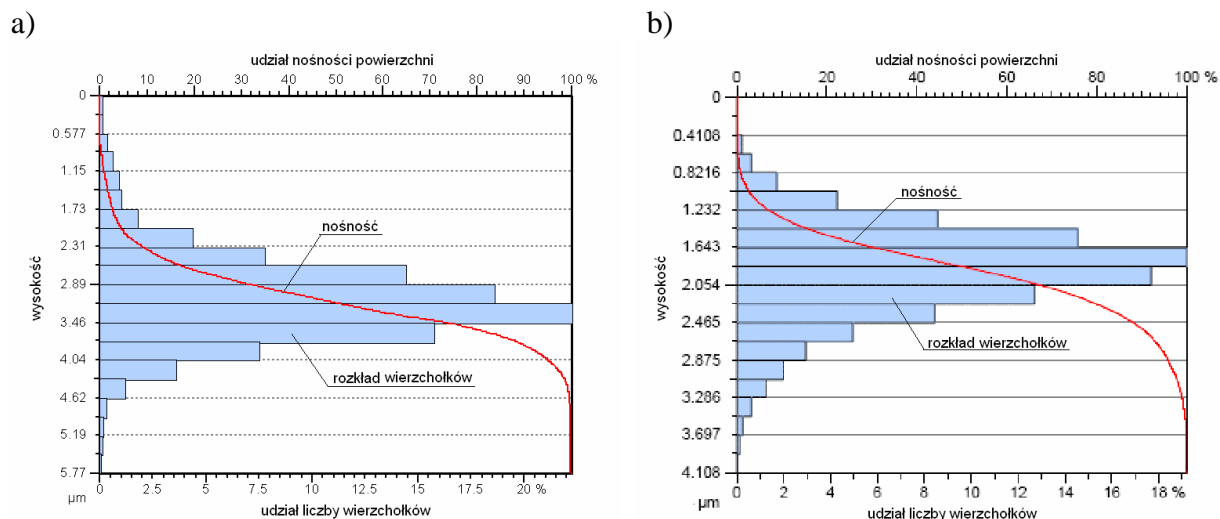 a)
udział nośności powierzchni
0 10 20 30 40 50 60 70 80 90 100 %
wysokość
0
0.577
1.15
1.73
2.31
2.89
3.46
4.04
4.62
5.19
5.77
µm
nośność
rozkład wierzchołków
0 2.5 5 7.5 10 12.5 15 17.5 20 %
udział liczby wierzchołków
b)
udział nośności powierzchni
0 20 40 60 80 100 %
wysokość
0
0.4108
0.8216
1.232
1.643
2.054
2.465
2.875
3.286
3.697
4.108
µm
nośność
rozkład wierzchołków
0 2 4 6 8 10 12 14 16 18 %
udział liczby wierzchołków